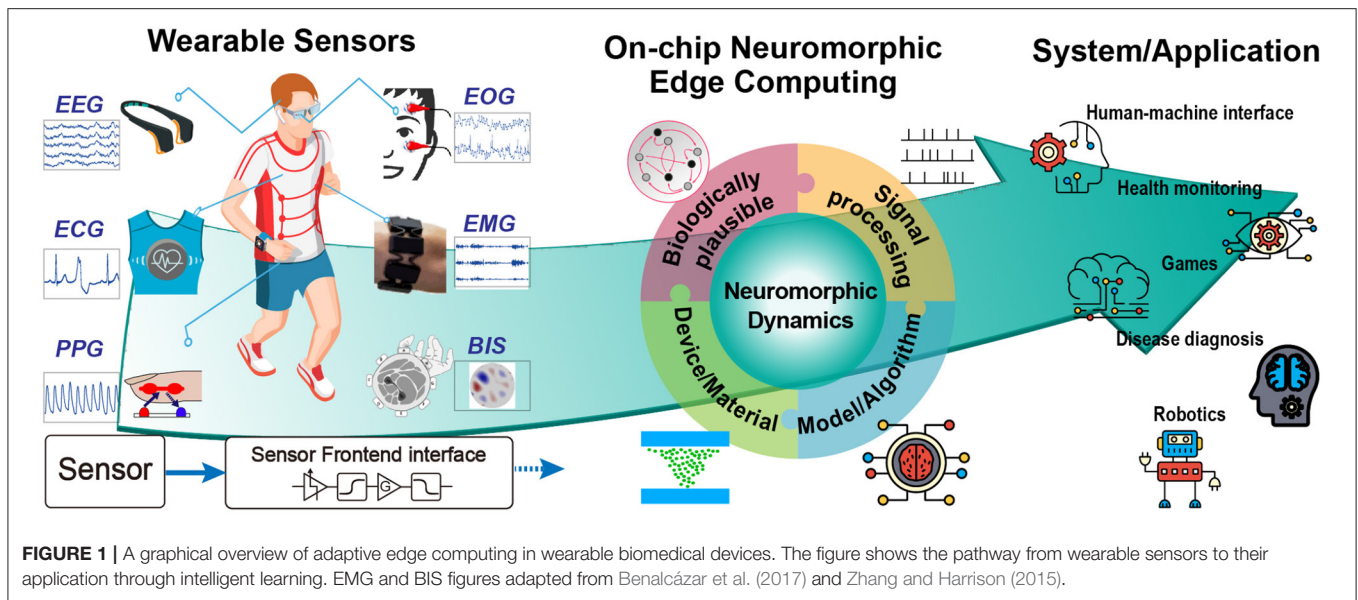 Wearable Sensors
On-chip Neuromorphic
Edge Computing
System/Application
EEG
EOG
ECG
EMG
PPG
BIS
Sensor
Sensor Frontend interface
G
Biologically
plausible
Signal
processing
Neuromorphic
Dynamics
Device/Material
Model/Algorithm
Human-machine interface
Health monitoring
Games
Disease diagnosis
Robotics
FIGURE 1 | A graphical overview of adaptive edge computing in wearable biomedical devices. The figure shows the pathway from wearable sensors to their
application through intelligent learning. EMG and BIS figures adapted from Benalcázar et al. (2017) and Zhang and Harrison (2015).